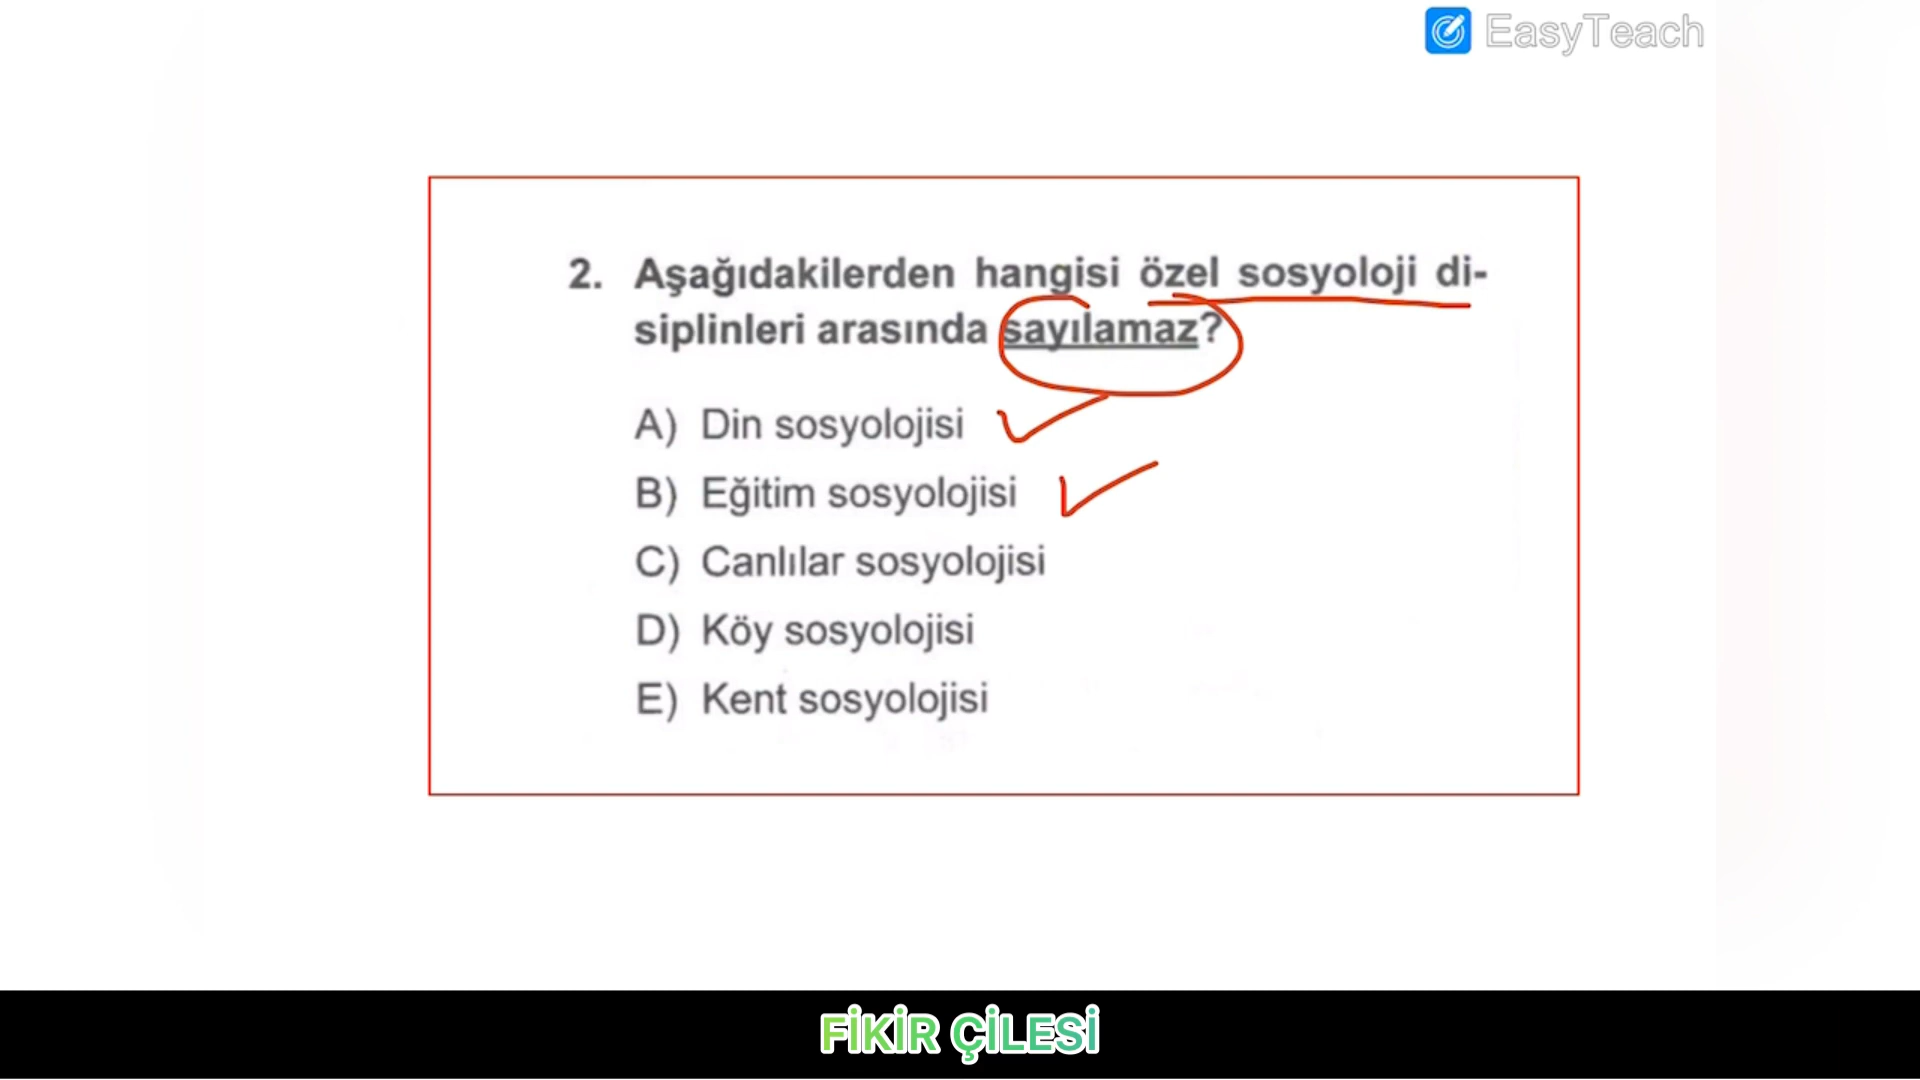 EasyTeach
2. Aşağıdakilerden hangisi özel sosyoloji di-
siplinleri arasında sayılamaz?
A) Din sosyolojisi
B) Eğitim sosyolojisi
C) Canlılar sosyolojisi
D) Köy sosyolojisi
E) Kent sosyolojisi
FİKİR ÇİLESİ